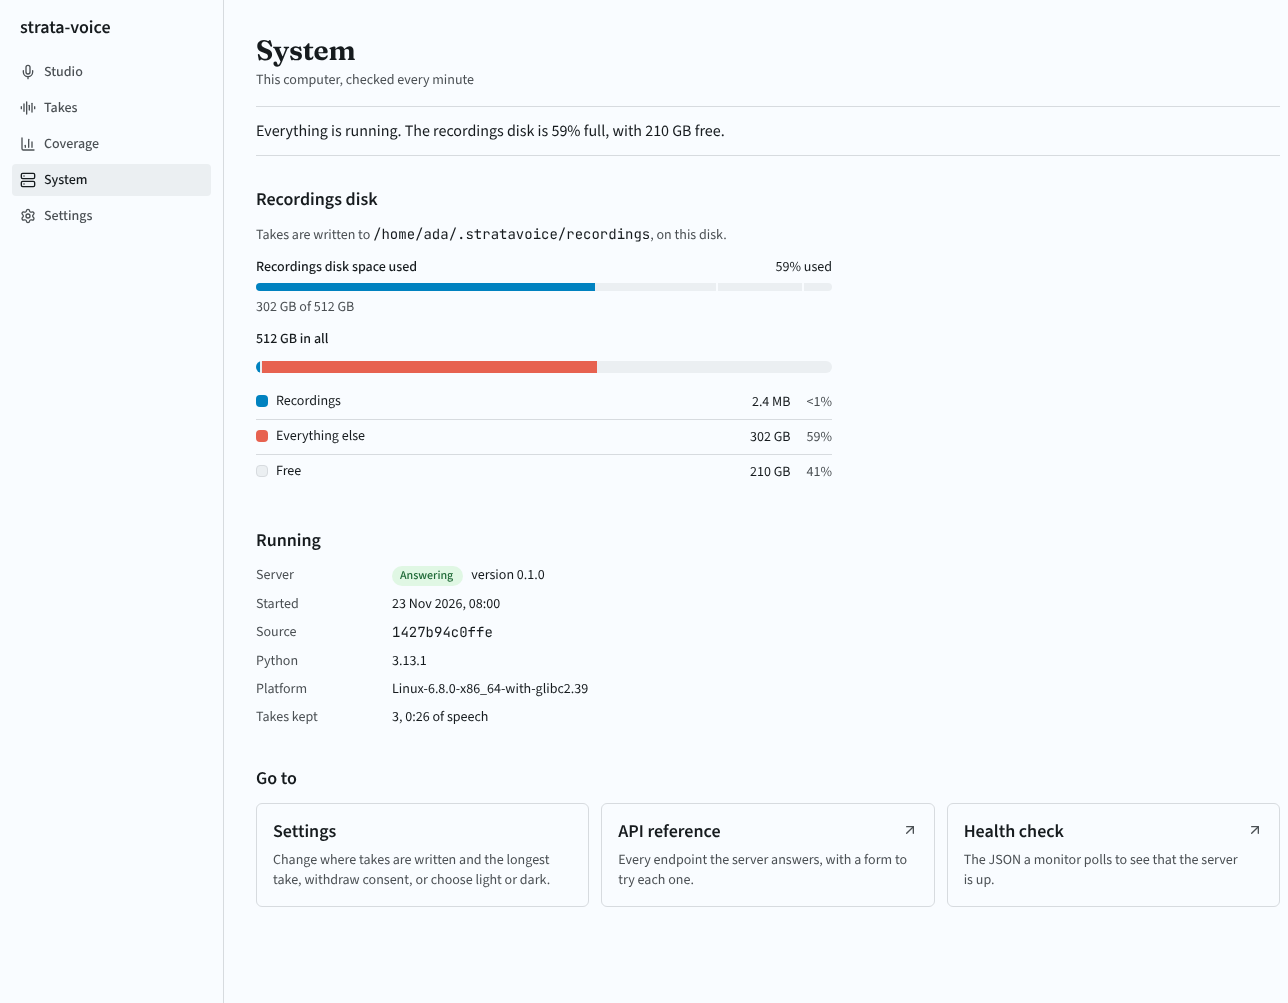 strata-voice
Studio
Takes
Coverage
System
Settings
System
This computer, checked every minute
Everything is running. The recordings disk is 59% full, with 210 GB free.
Recordings disk
Takes are written to /home/ada/.stratavoice/recordings, on this disk.
Recordings disk space used 59% used
302 GB of 512 GB
512 GB in all
Recordings 2.4 MB <1%
Everything else 302 GB 59%
Free 210 GB 41%
Running
Server Answering version 0.1.0
Started 23 Nov 2026, 08:00
Source 1427b94c0ffe
Python 3.13.1
Platform Linux-6.8.0-x86_64-with-glibc2.39
Takes kept 3, 0:26 of speech
Go to
Settings
Change where takes are written and the longest
take, withdraw consent, or choose light or dark.
API reference
Every endpoint the server answers, with a form to
try each one.
Health check
The JSON a monitor polls to see that the server
is up.